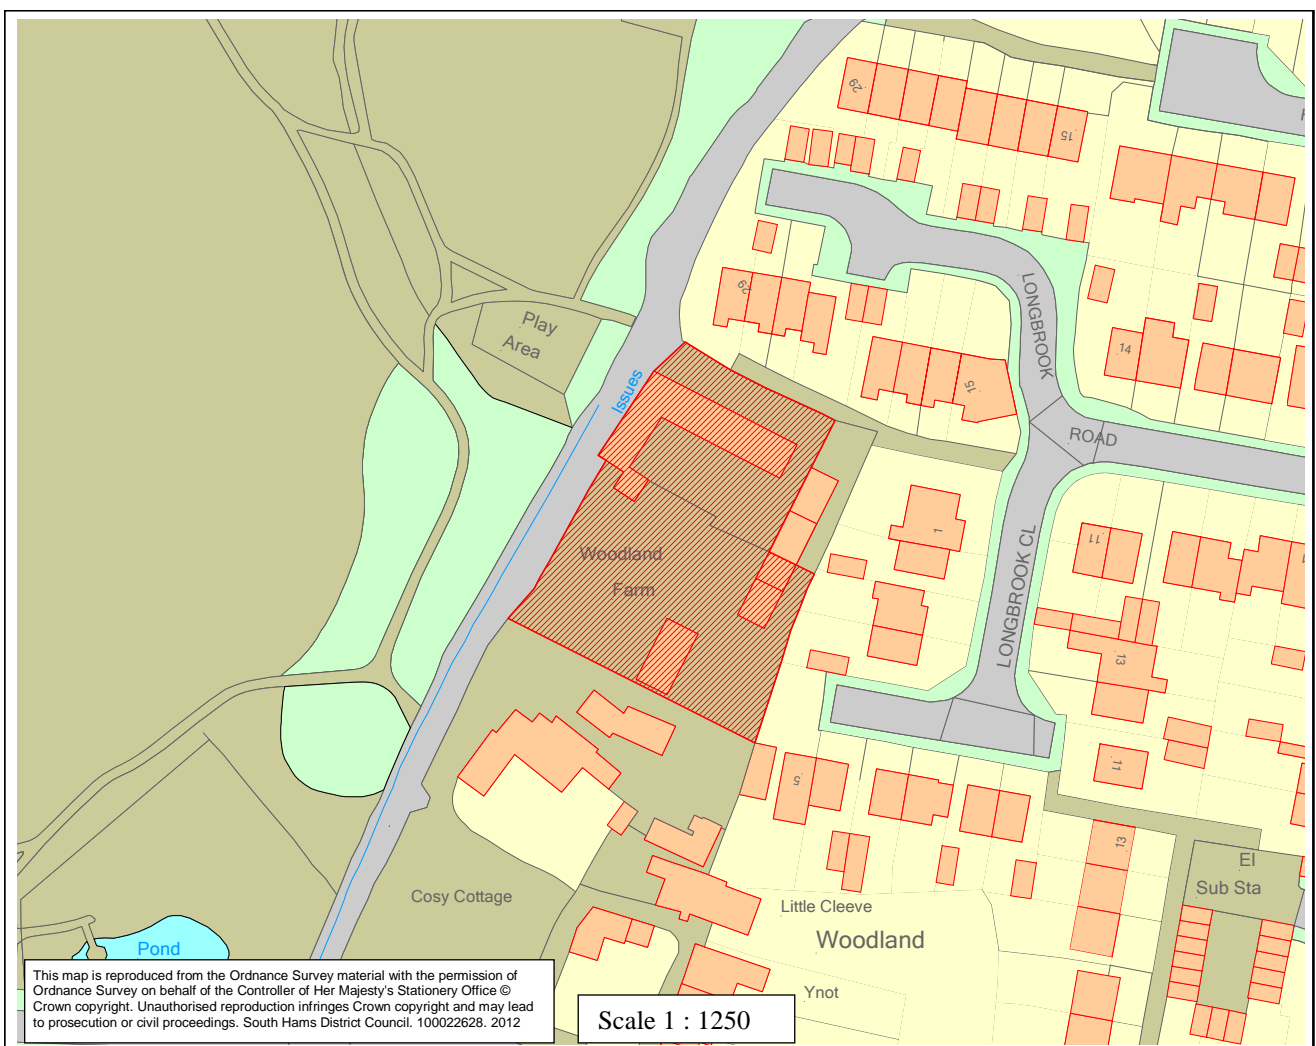 29
15
Play
Area
Issues
29
15
LONGBROOK
14
ROAD
Woodland
Farm
1
LONGBROOK CL
11
13
5
11
13
El
Sub Sta
Cosy Cottage
Little Cleeve
Woodland
Ynot
Pond
This map is reproduced from the Ordnance Survey material with the permission of
Ordnance Survey on behalf of the Controller of Her Majesty's Stationery Office ©
Crown copyright. Unauthorised reproduction infringes Crown copyright and may lead
to prosecution or civil proceedings. South Hams District Council. 100022628. 2012
Scale 1 : 1250